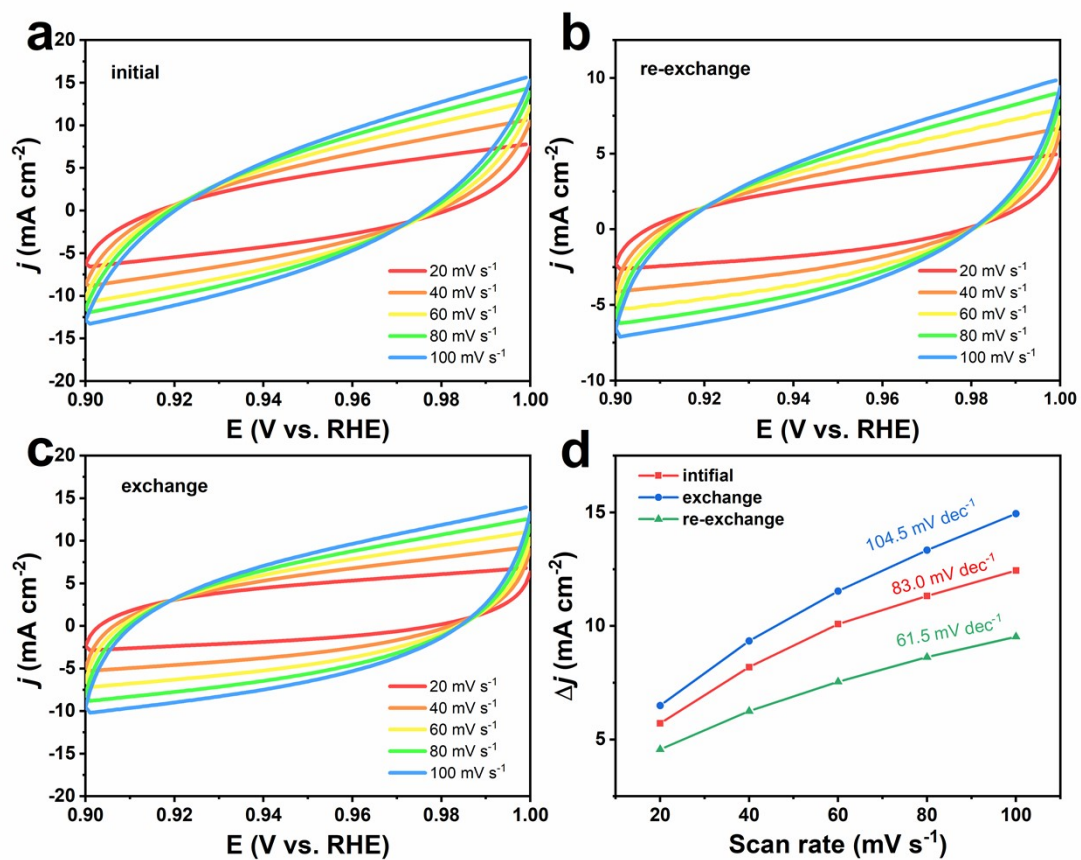 a
initial
20
15
10
5
0
-5
-10
-15
-20
j (mA cm-2)
20 mV s-1
40 mV s-1
60 mV s-1
80 mV s-1
100 mV s-1
0.90 0.92 0.94 0.96 0.98 1.00
E (V vs. RHE)
b
re-exchange
10
5
0
-5
-10
j (mA cm-2)
20 mV s-1
40 mV s-1
60 mV s-1
80 mV s-1
100 mV s-1
0.90 0.92 0.94 0.96 0.98 1.00
E (V vs. RHE)
c
exchange
20
15
10
5
0
-5
-10
-15
-20
j (mA cm-2)
20 mV s-1
40 mV s-1
60 mV s-1
80 mV s-1
100 mV s-1
0.90 0.92 0.94 0.96 0.98 1.00
E (V vs. RHE)
d
intifial
exchange
re-exchange
104.5 mV dec-1
83.0 mV dec-1
61.5 mV dec-1
15
10
5
Δj (mA cm-2)
20 40 60 80 100
Scan rate (mV s-1)